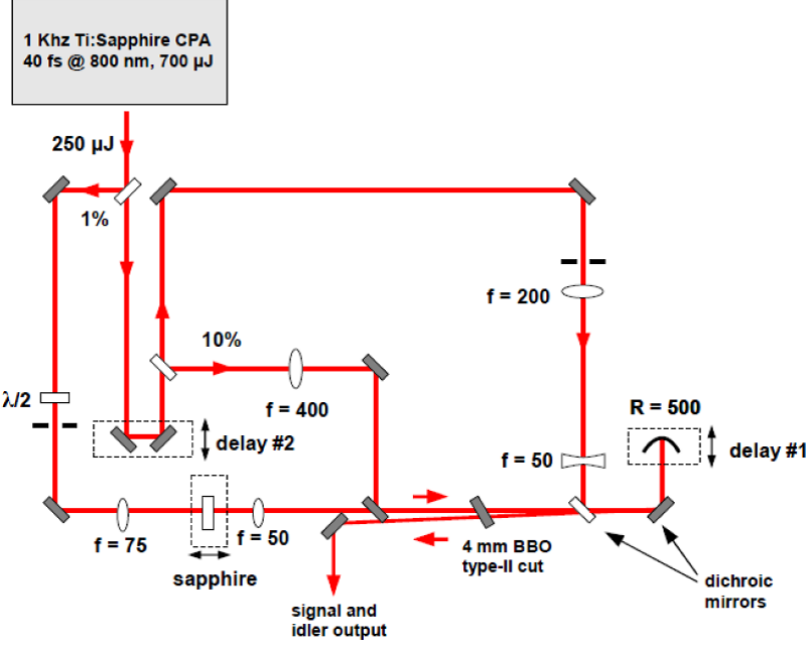 1 Khz Ti:Sapphire CPA
40 fs @ 800 nm, 700 µJ
250 µJ
1%
f = 200
10%
λ/2
f = 400
R = 500
delay #2
f = 50
delay #1
f = 75
f = 50
sapphire
4 mm BBO
type-II cut
dichroic
mirrors
signal and
idler output